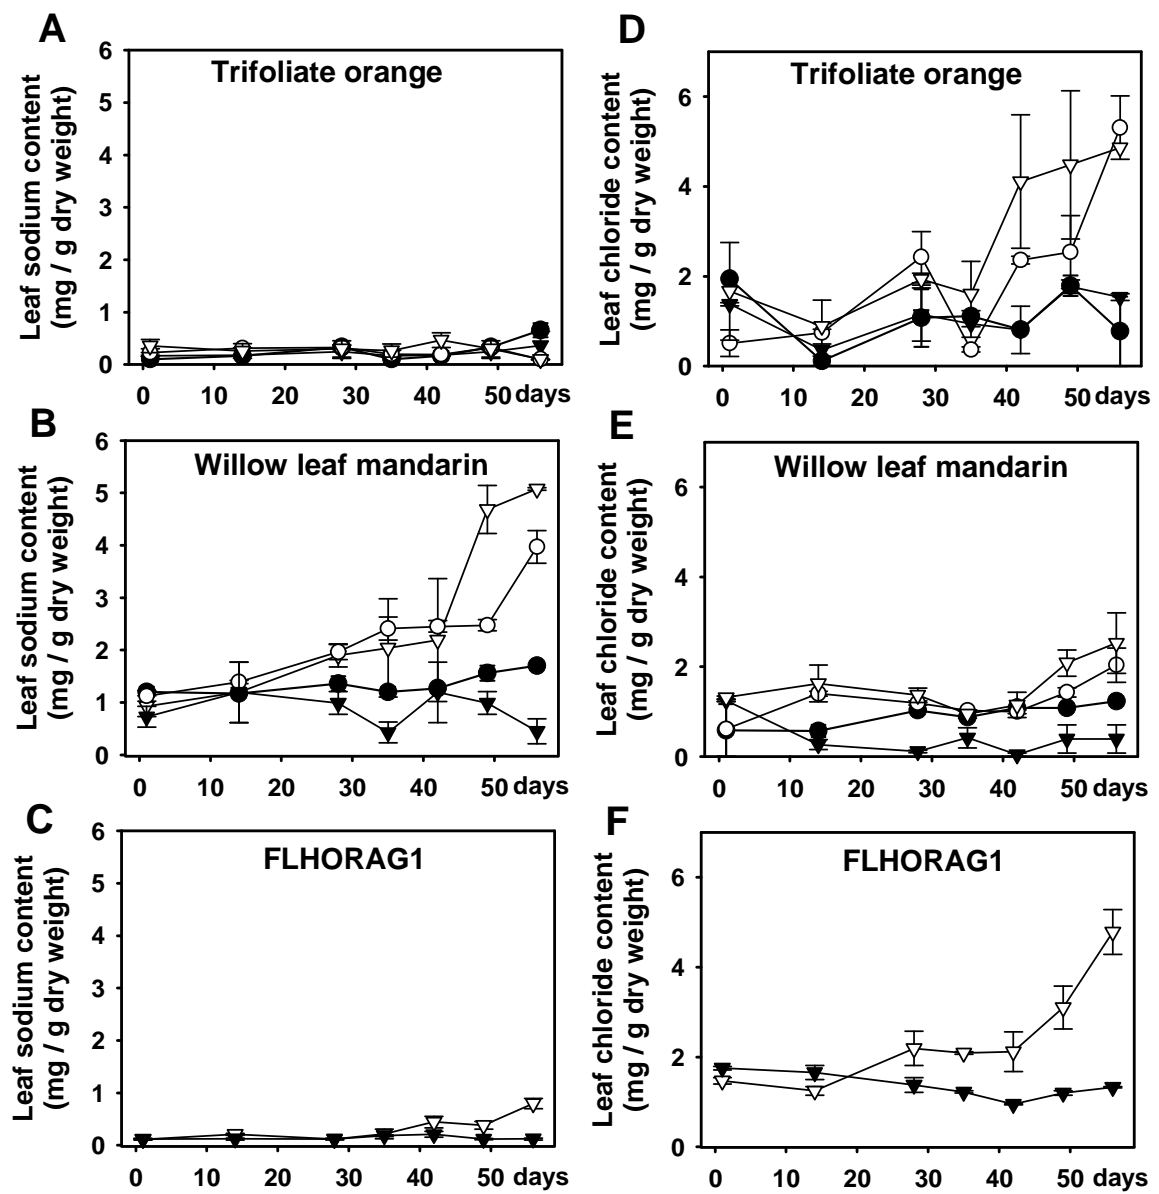 A
Trifoliate orange
Leaf sodium content
(mg / g dry weight)
6
5
4
3
2
1
0
0 10 20 30 40 50 days
D
Trifoliate orange
Leaf chloride content
(mg / g dry weight)
6
4
2
0
0 10 20 30 40 50 days
B
Willow leaf mandarin
Leaf sodium content
(mg / g dry weight)
6
5
4
3
2
1
0
0 10 20 30 40 50 days
E
Willow leaf mandarin
Leaf chloride content
(mg / g dry weight)
6
4
2
0
0 10 20 30 40 50 days
C
FLHORAG1
Leaf sodium content
(mg / g dry weight)
6
5
4
3
2
1
0
0 10 20 30 40 50 days
F
FLHORAG1
Leaf chloride content
(mg / g dry weight)
6
4
2
0
0 10 20 30 40 50 days